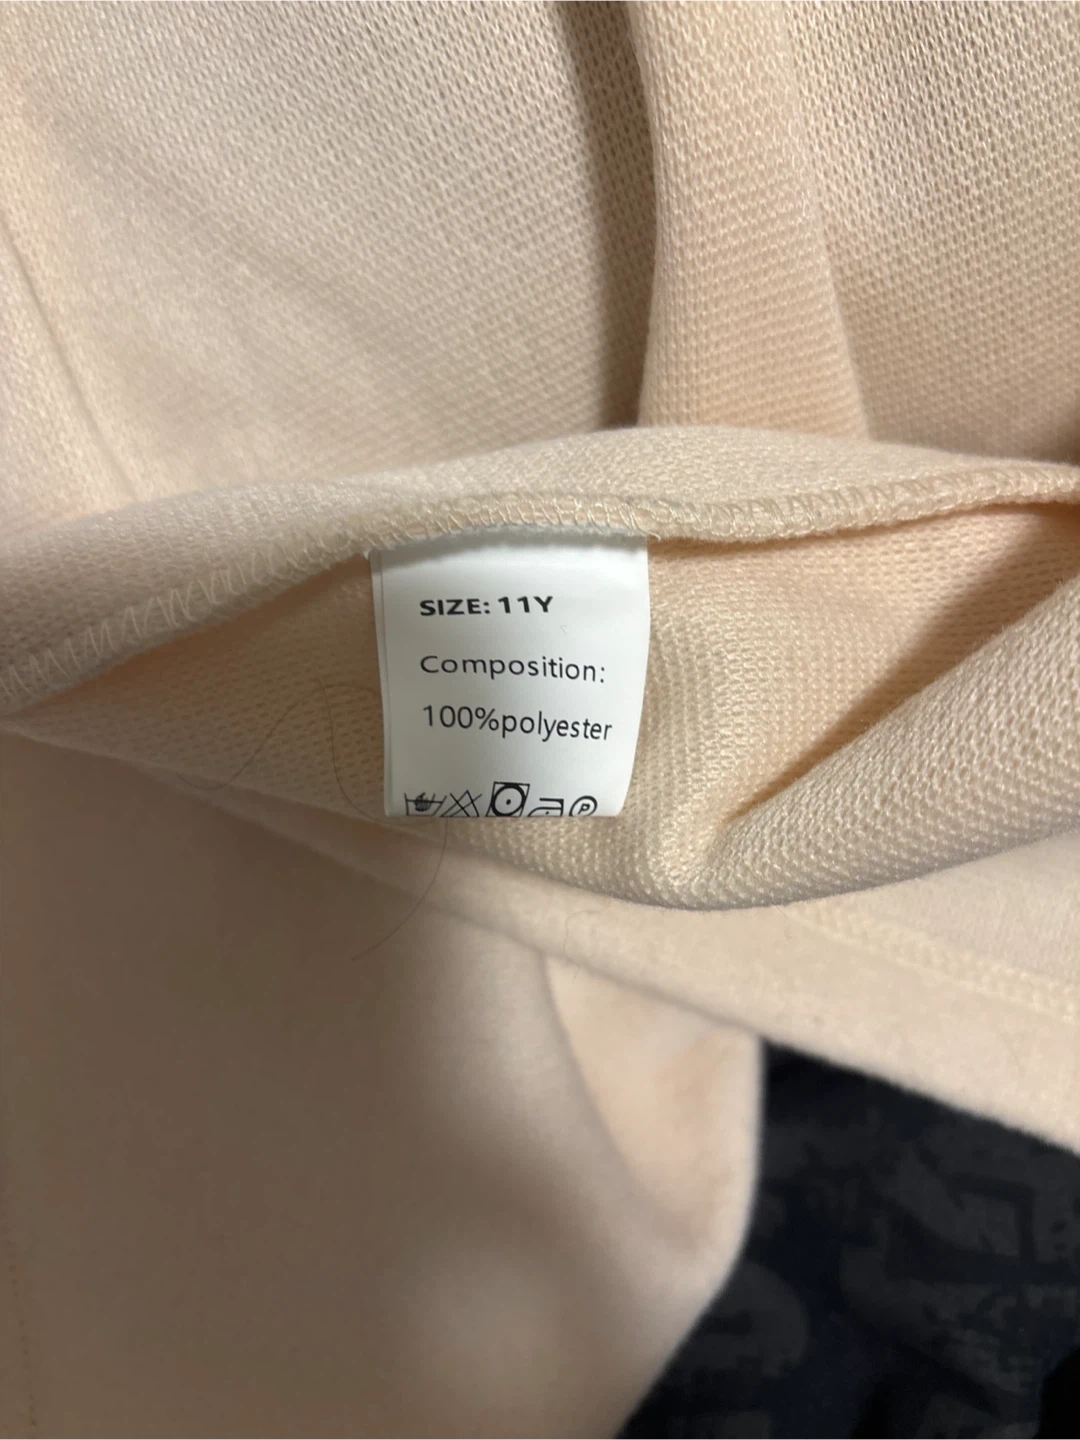 SIZE: 11Y
Composition:
100%polyester
P